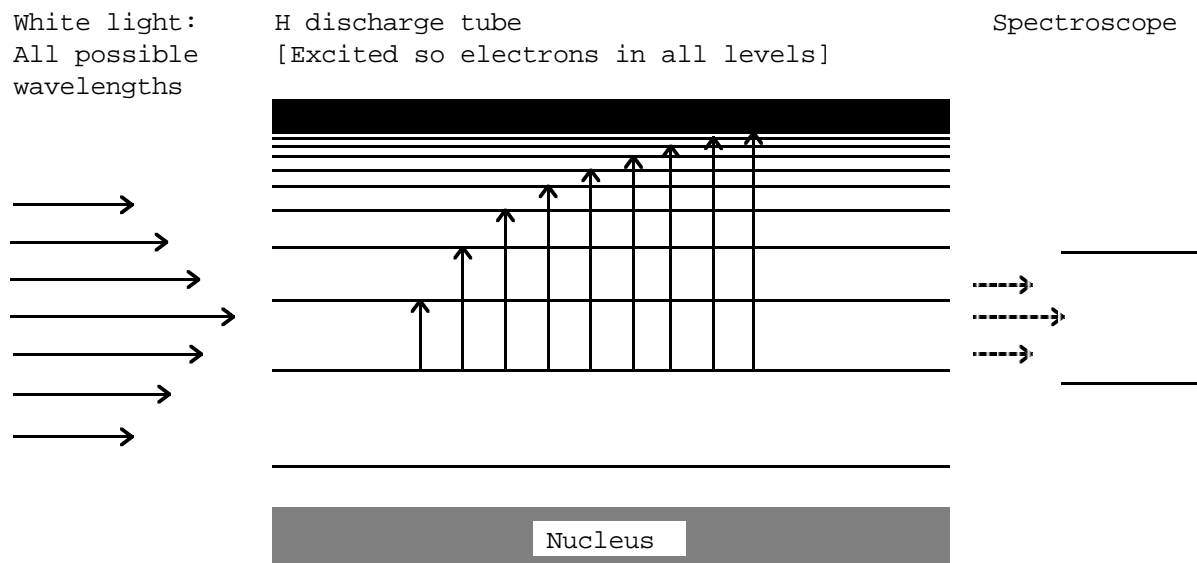 White light:
All possible
wavelengths
H discharge tube
[Excited so electrons in all levels]
Spectroscope
Nucleus